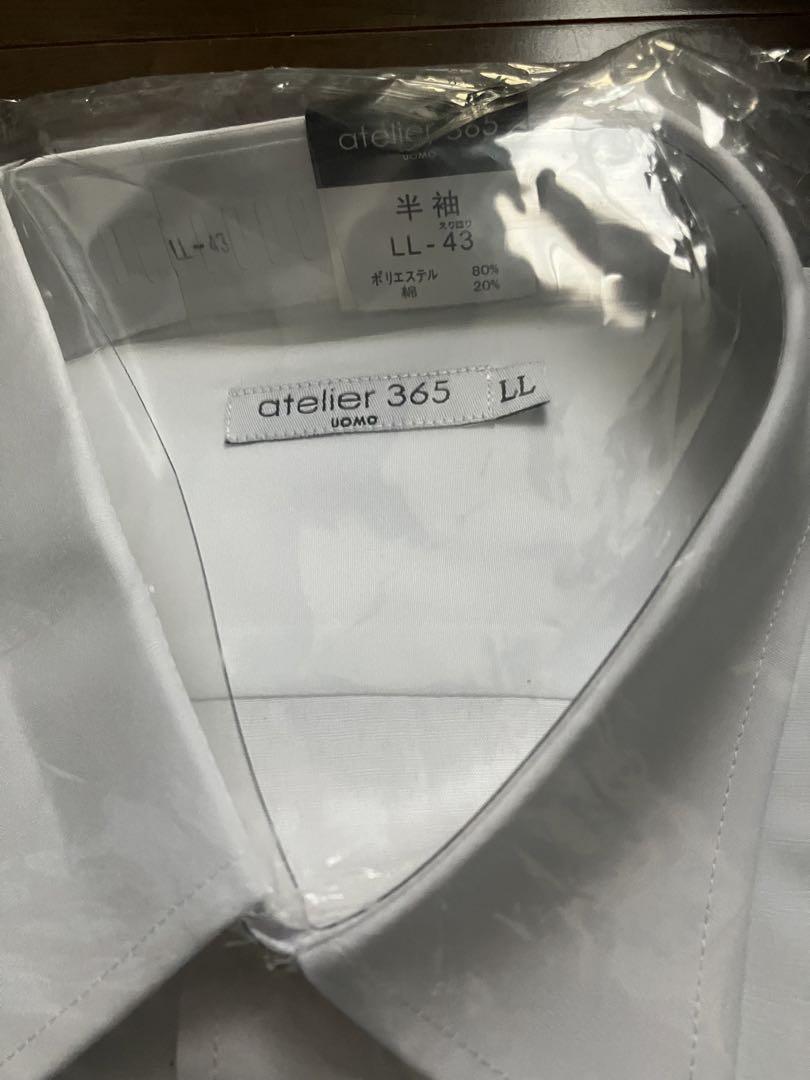 atelier 365
UOMO
半袖
えり回り
LL-43
ポリエステル 80%
綿 20%
LL-43
atelier 365 LL
UOMO